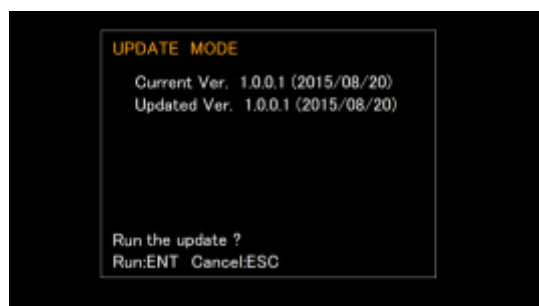 UPDATE MODE
Current Ver. 1.0.0.1 (2015/08/20)
Updated Ver. 1.0.0.1 (2015/08/20)
Run the update ?
Run:ENT Cancel:ESC